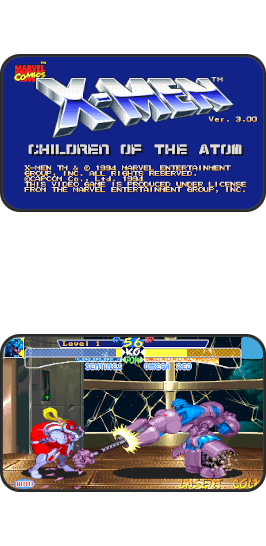 MARVEL
COMICS
X-MEN™
Ver. 3.00
CHILDREN OF THE ATOM
X-MEN TM & © 1994 MARVEL ENTERTAINMENT
GROUP, INC. ALL RIGHTS RESERVED.
©CAPCOM Co., Ltd. 1994
THIS VIDEO GAME IS PRODUCED UNDER LICENSE
FROM THE MARVEL ENTERTAINMENT GROUP, INC.
Level 1
56
KO
SENTINEL OMEGA RED